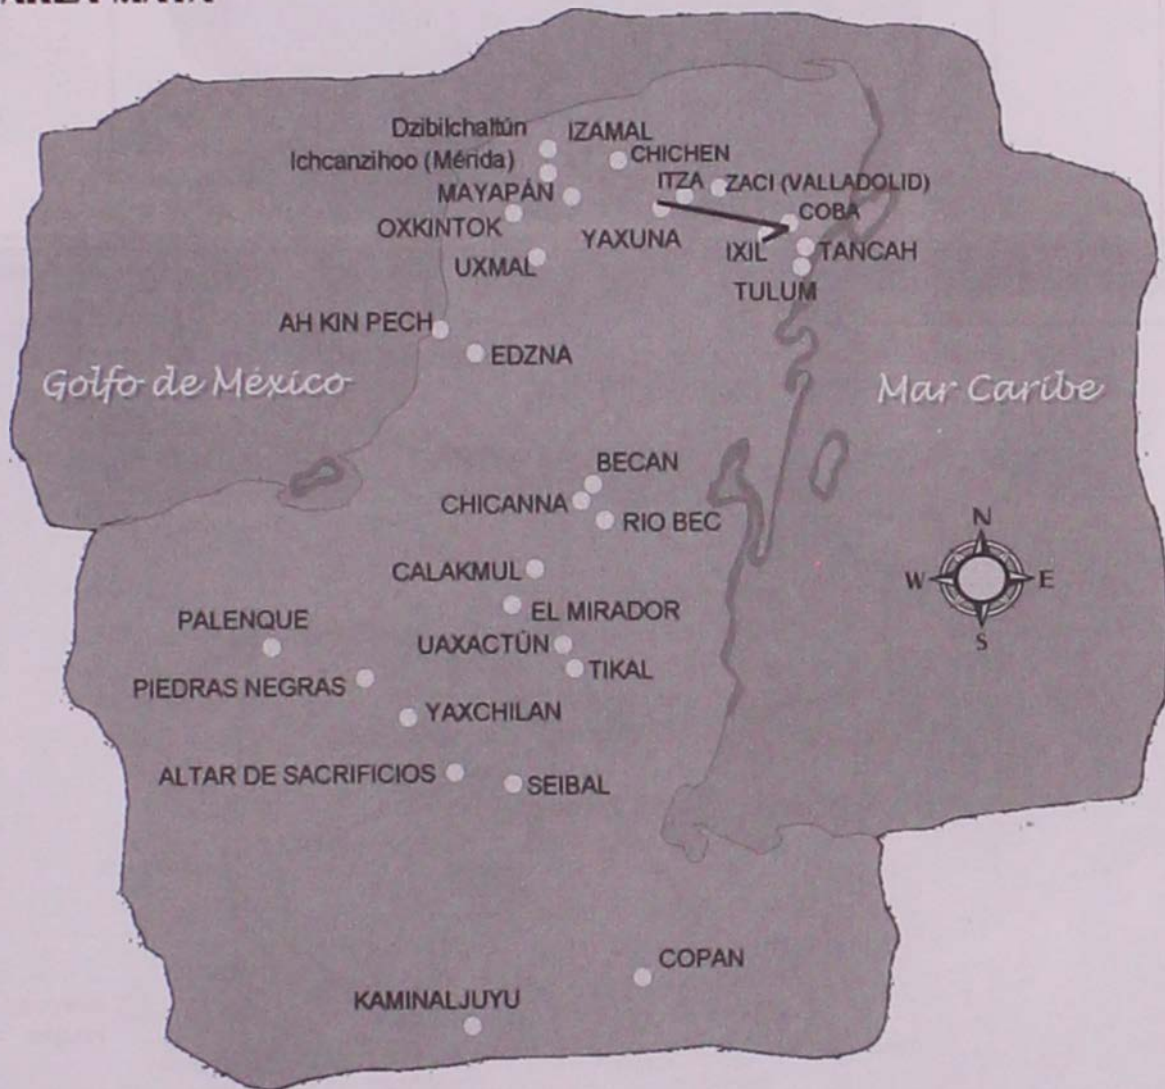 Dzibilchaltún
IZAMAL
Ichcanzihoo (Mérida)
CHICHEN
ITZA
ZACI (VALLADOLID)
MAYAPÁN
COBA
OXKINTOK
YAXUNA
IXIL
TANCAH
UXMAL
TULUM
AH KIN PECH
EDZNA
Golfo de México
Mar Caribe
BECAN
CHICANNA
RIO BEC
N
CALAKMUL
W
E
EL MIRADOR
S
PALENQUE
UAXACTÚN
TIKAL
PIEDRAS NEGRAS
YAXCHILAN
ALTAR DE SACRIFICIOS
SEIBAL
COPAN
KAMINALJUYU